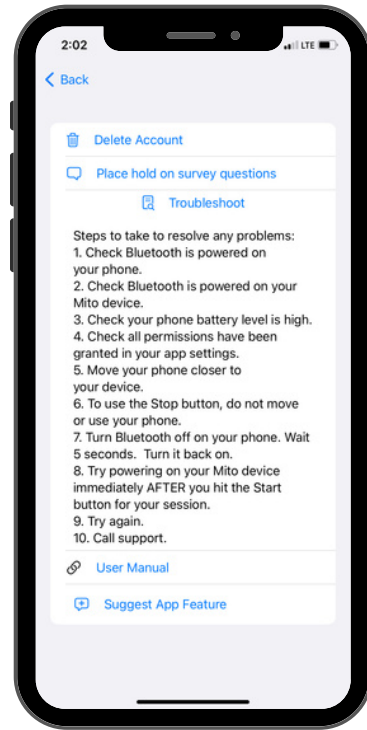 2:02
LTE
Back
Delete Account
Place hold on survey questions
Troubleshoot
Steps to take to resolve any problems:
1. Check Bluetooth is powered on
your phone.
2. Check Bluetooth is powered on your
Mito device.
3. Check your phone battery level is high.
4. Check all permissions have been
granted in your app settings.
5. Move your phone closer to
your device.
6. To use the Stop button, do not move
or use your phone.
7. Turn Bluetooth off on your phone. Wait
5 seconds.  Turn it back on.
8. Try powering on your Mito device
immediately AFTER you hit the Start
button for your session.
9. Try again.
10. Call support.
User Manual
Suggest App Feature